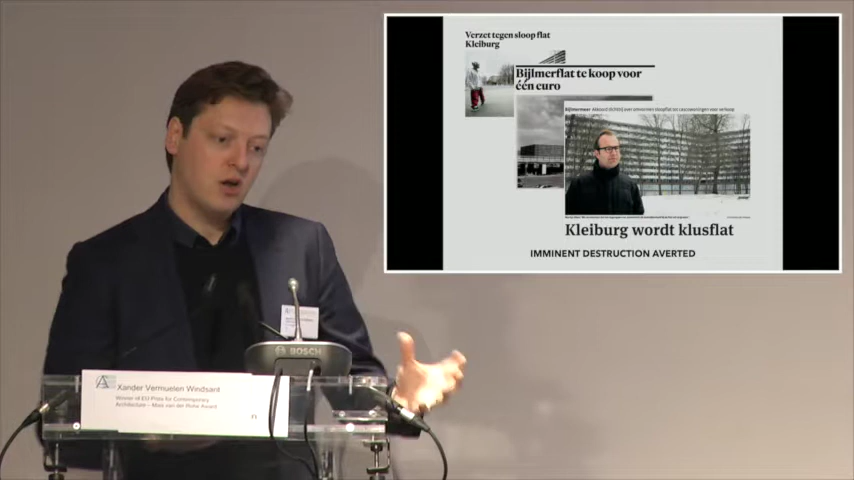 Verzet tegen sloop flat
Kleiburg
Bijlmerflat te koop voor
één euro
Kleiburg wordt klusflat
IMMINENT DESTRUCTION AVERTED
BOSCH
Xander Vermuelen Windsant
Winner of EU Prize for Contemporary
Architecture – Mies van der Rohe Award